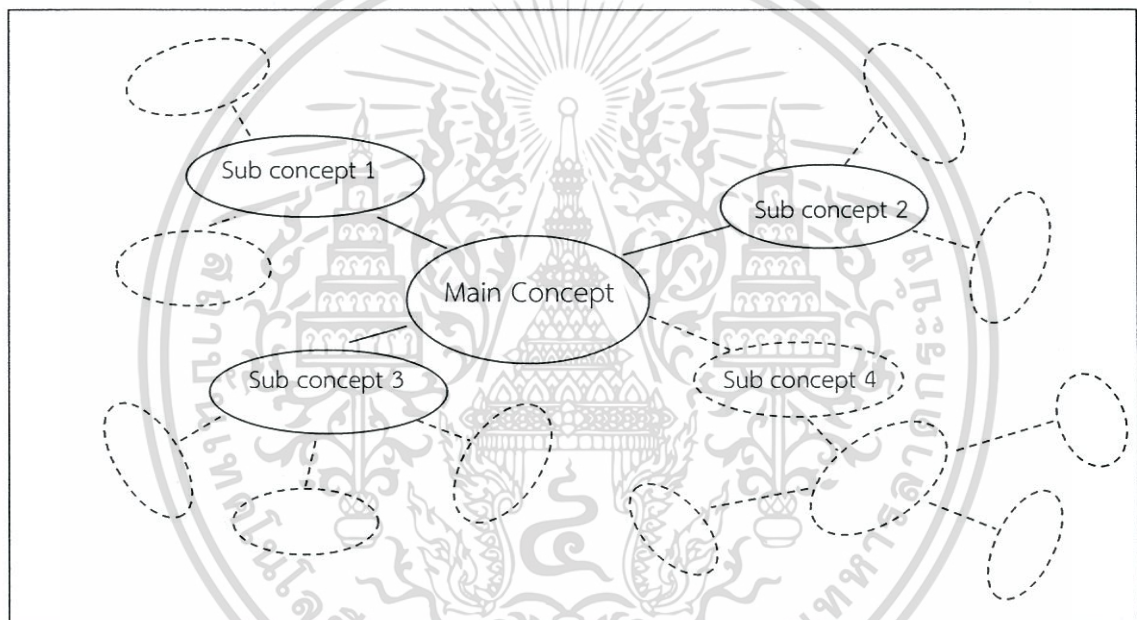 Sub concept 1
Sub concept 2
Main Concept
Sub concept 3
Sub concept 4